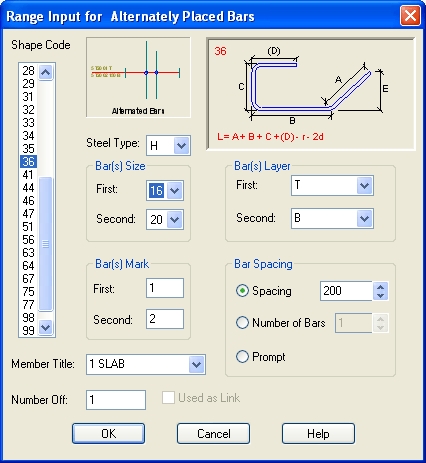 Range Input for Alternately Placed Bars
Shape Code
28
29
31
32
33
34
35
36
41
44
46
47
51
56
63
64
67
75
77
98
99
Alternated Bars
36
(D)
A
C
E
B
L= A+ B + C +(D)- r- 2d
Steel Type: H
Bar(s) Size
First: 16
Second: 20
Bar(s) Layer
First: T
Second: B
Bar(s) Mark
First: 1
Second: 2
Bar Spacing
Spacing 200
Number of Bars 1
Prompt
Member Title: 1 SLAB
Number Off: 1
Used as Link
OK
Cancel
Help